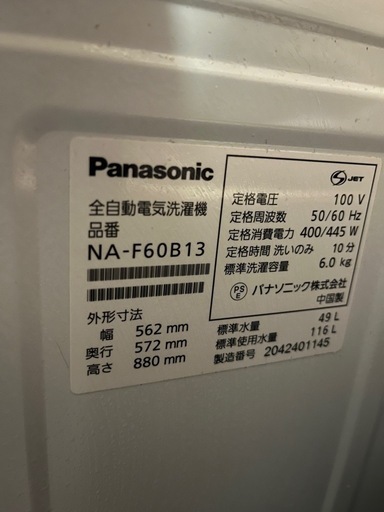 Panasonic
全自動電気洗濯機
品番
NA-F60B13
外形寸法
幅 562 mm
奥行 572 mm
高さ 880 mm
S JET
定格電圧 100 V
定格周波数 50/60 Hz
定格消費電力 400/445 W
定格時間 洗いのみ 10分
標準洗濯容量 6.0 kg
PS
E
パナソニック株式会社
中国製
標準水量 49 L
標準使用水量 116 L
製造番号 2042401145